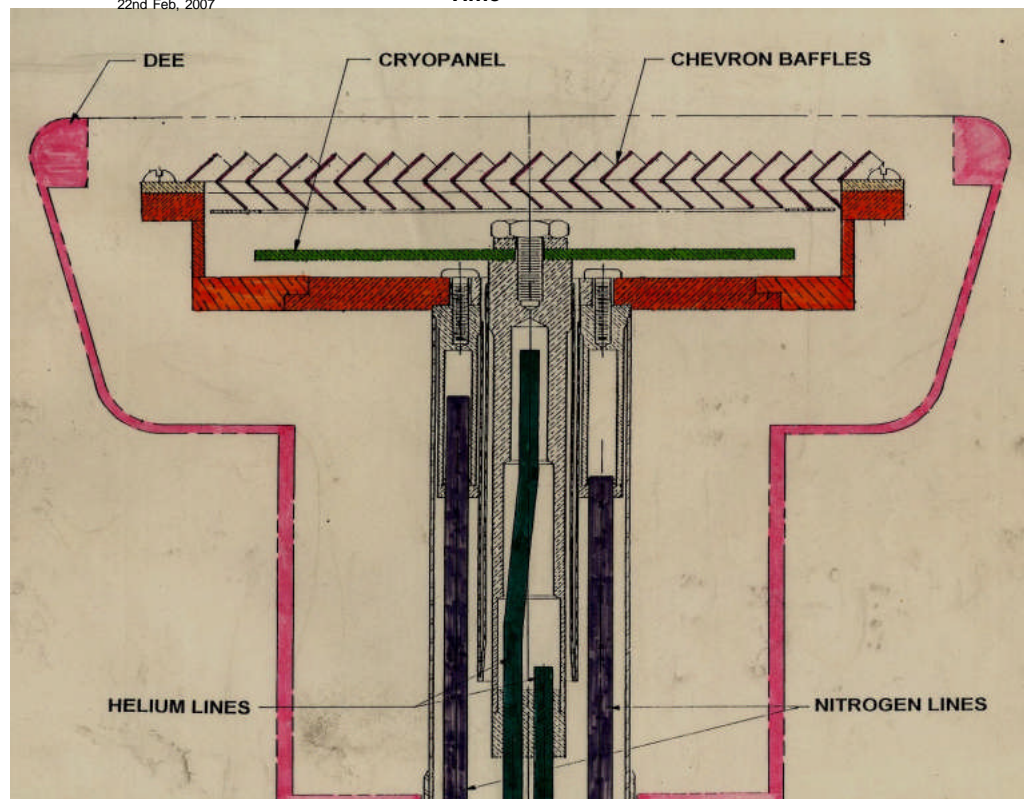 22nd Feb, 2007
DEE
CRYOPANEL
CHEVRON BAFFLES
HELIUM LINES
NITROGEN LINES